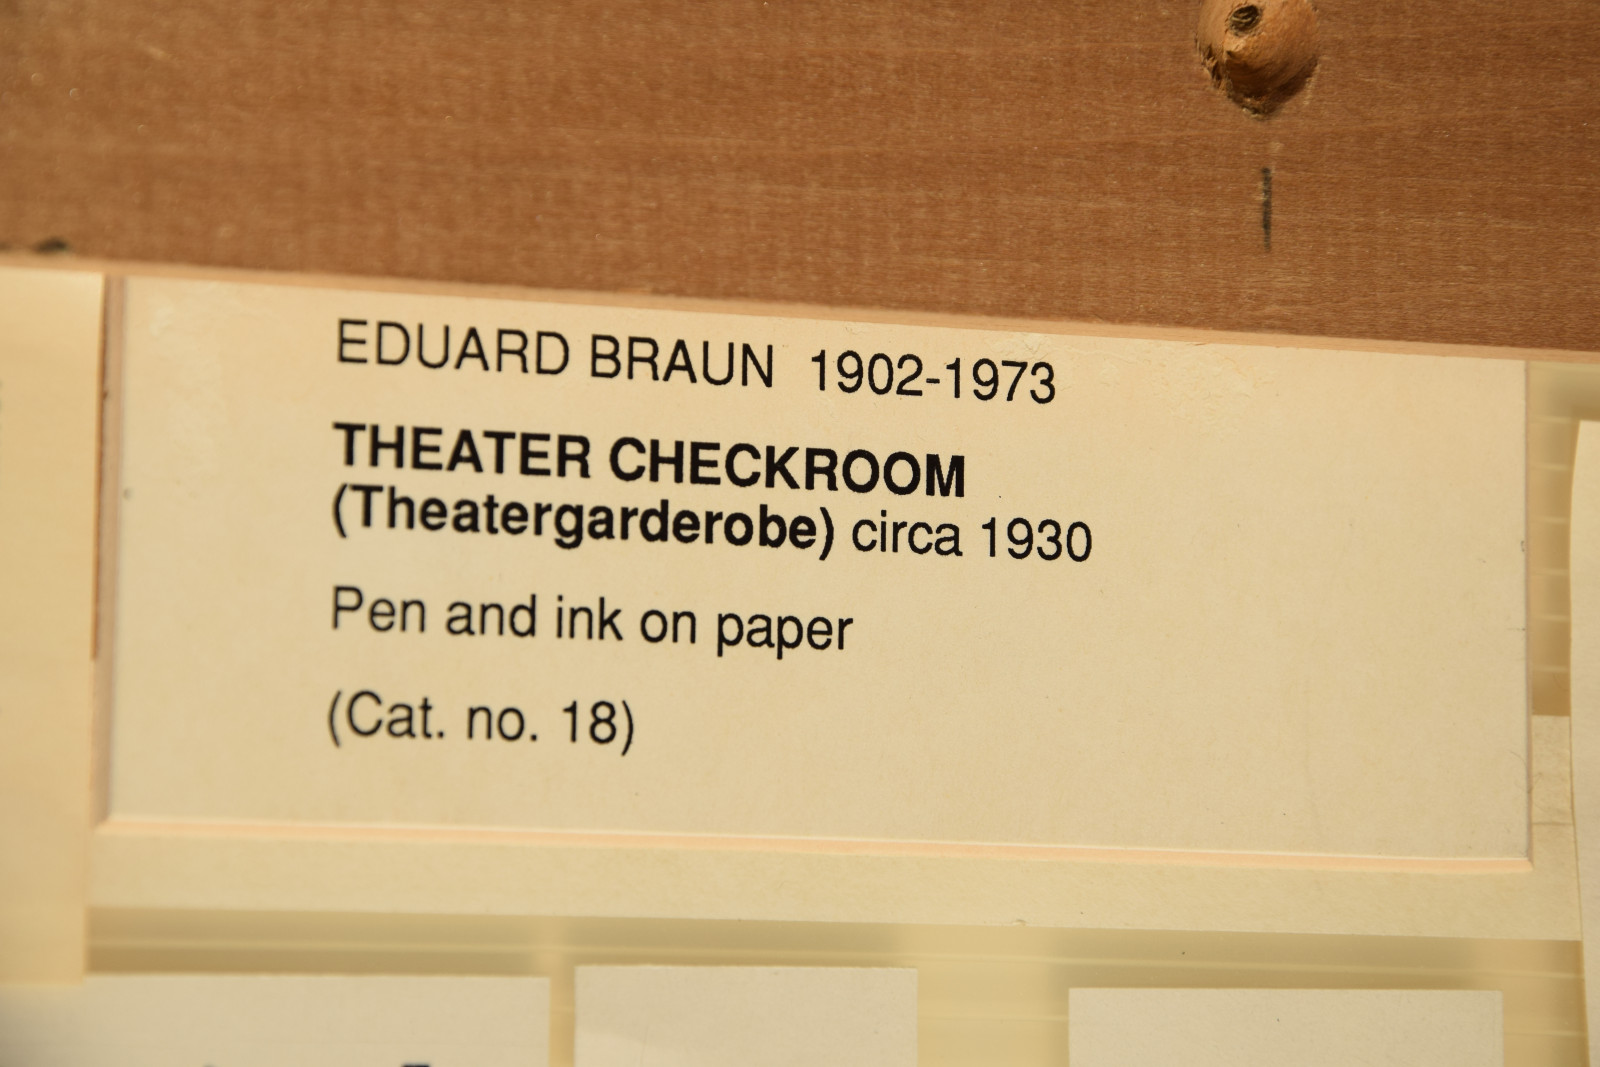 EDUARD BRAUN 1902-1973
THEATER CHECKROOM
(Theatergarderobe) circa 1930
Pen and ink on paper
(Cat. no. 18)